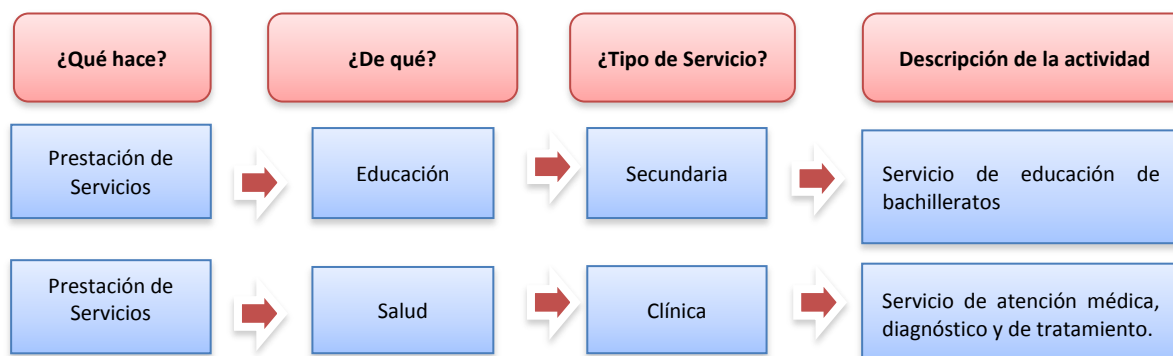 ¿Qué hace?
¿De qué?
¿Tipo de Servicio?
Descripción de la actividad
Prestación de
Servicios
Educación
Secundaria
Servicio de educación de
bachilleratos
Prestación de
Servicios
Salud
Clínica
Servicio de atención médica,
diagnóstico y de tratamiento.